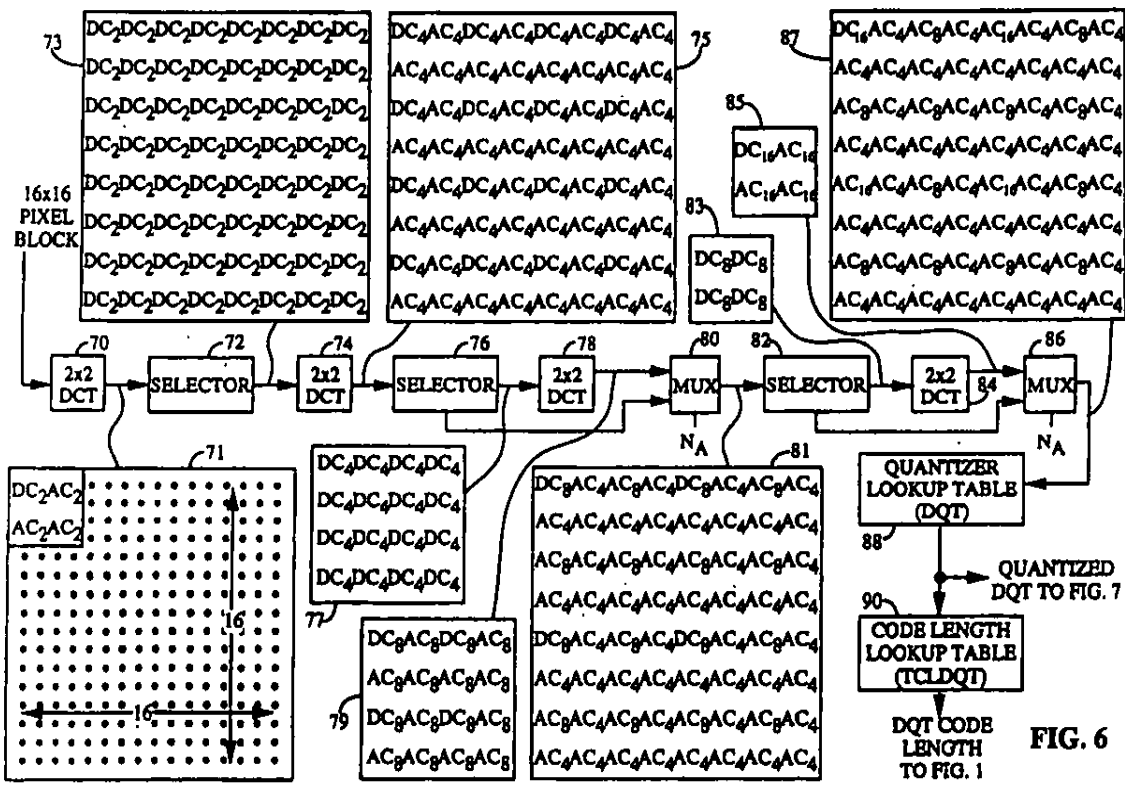 73
DC2DC2DC2DC2DC2DC2DC2DC2
DC2DC2DC2DC2DC2DC2DC2DC2
DC2DC2DC2DC2DC2DC2DC2DC2
DC2DC2DC2DC2DC2DC2DC2DC2
DC2DC2DC2DC2DC2DC2DC2DC2
DC2DC2DC2DC2DC2DC2DC2DC2
DC2DC2DC2DC2DC2DC2DC2DC2
DC2DC2DC2DC2DC2DC2DC2DC2
75
DC4AC4DC4AC4DC4AC4DC4AC4
AC4AC4AC4AC4AC4AC4AC4AC4
DC4AC4DC4AC4DC4AC4DC4AC4
AC4AC4AC4AC4AC4AC4AC4AC4
DC4AC4DC4AC4DC4AC4DC4AC4
AC4AC4AC4AC4AC4AC4AC4AC4
DC4AC4DC4AC4DC4AC4DC4AC4
AC4AC4AC4AC4AC4AC4AC4AC4
87
DC16AC4AC8AC4AC16AC4AC8AC4
AC4AC4AC4AC4AC4AC4AC4AC4
AC8AC4AC8AC4AC8AC4AC8AC4
AC4AC4AC4AC4AC4AC4AC4AC4
AC16AC4AC8AC4AC16AC4AC8AC4
AC4AC4AC4AC4AC4AC4AC4AC4
AC8AC4AC8AC4AC8AC4AC8AC4
AC4AC4AC4AC4AC4AC4AC4AC4
85
DC16AC16
AC16AC16
83
DC8DC8
DC8DC8
16x16
PIXEL
BLOCK
70
2x2
DCT
72
SELECTOR
74
2x2
DCT
76
SELECTOR
78
2x2
DCT
80
MUX
NA
82
SELECTOR
2x2
DCT
84
86
MUX
NA
71
DC2AC2
AC2AC2
16
16
DC4DC4DC4DC4
DC4DC4DC4DC4
DC4DC4DC4DC4
DC4DC4DC4DC4
77
79
DC8AC8DC8AC8
AC8AC8AC8AC8
DC8AC8DC8AC8
AC8AC8AC8AC8
81
DC8AC4AC8AC4DC8AC4AC8AC4
AC4AC4AC4AC4AC4AC4AC4AC4
AC8AC4AC8AC4AC8AC4AC8AC4
AC4AC4AC4AC4AC4AC4AC4AC4
DC8AC4AC8AC4DC8AC4AC8AC4
AC4AC4AC4AC4AC4AC4AC4AC4
AC8AC4AC8AC4AC8AC4AC8AC4
AC4AC4AC4AC4AC4AC4AC4AC4
QUANTIZER
LOOKUP TABLE
(DQT)
88
QUANTIZED
DQT TO FIG. 7
90
CODE LENGTH
LOOKUP TABLE
(TCLDQT)
DQT CODE
LENGTH
TO FIG. 1
FIG. 6